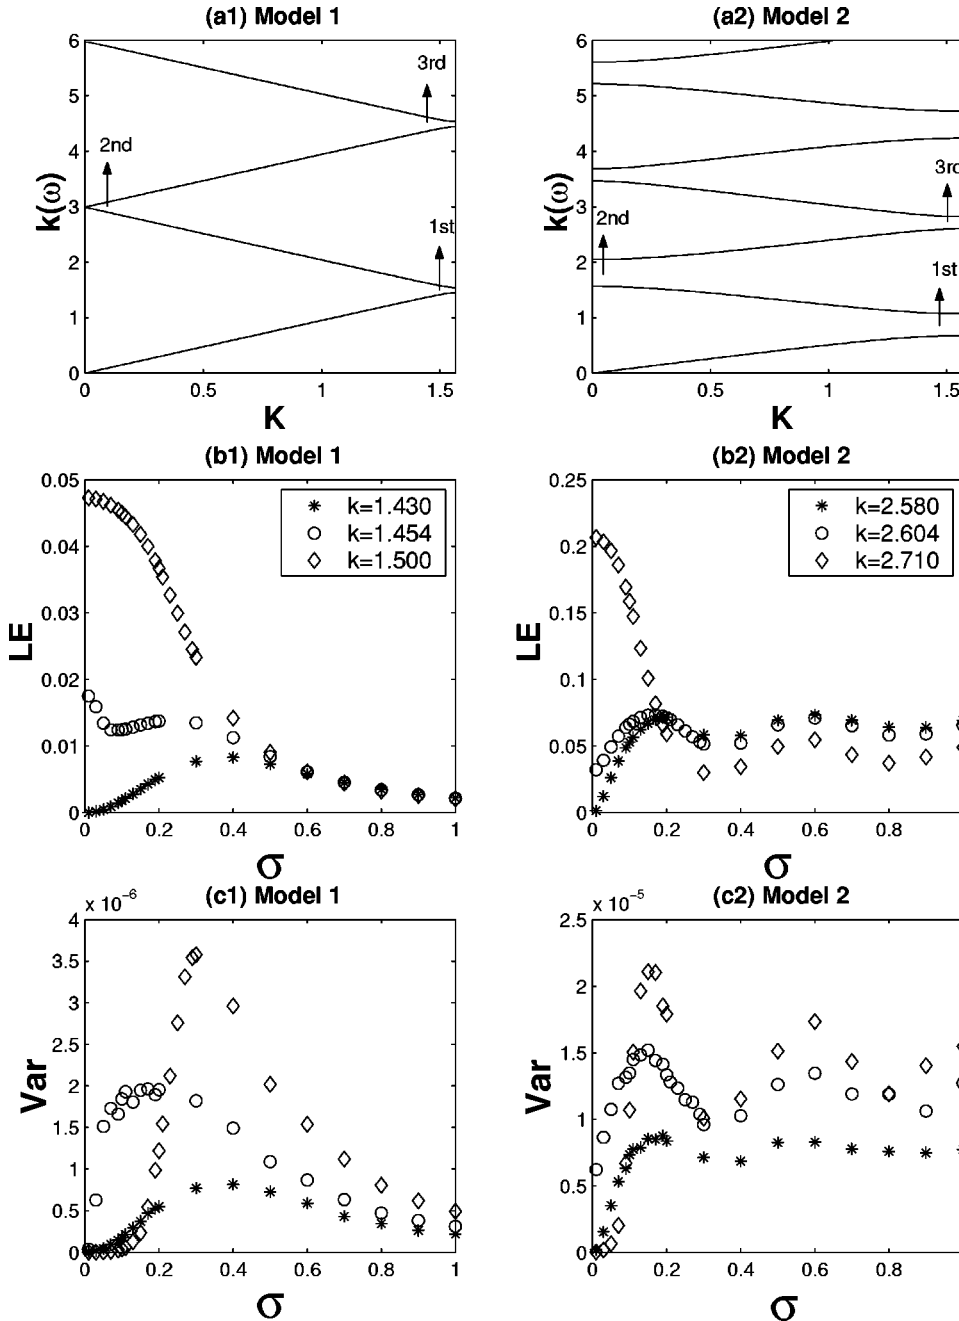 (a1) Model 1
6
5
4
3
2
1
0
k(ω)
3rd
2nd
1st
0 0.5 1 1.5
K
(a2) Model 2
6
5
4
3
2
1
0
k(ω)
3rd
2nd
1st
0 0.5 1 1.5
K
(b1) Model 1
0.05
0.04
0.03
0.02
0.01
0
LE
k=1.430
k=1.454
k=1.500
0 0.2 0.4 0.6 0.8 1
σ
(b2) Model 2
0.25
0.2
0.15
0.1
0.05
0
LE
k=2.580
k=2.604
k=2.710
0 0.2 0.4 0.6 0.8
σ
(c1) Model 1
x 10⁻⁶
4
3.5
3
2.5
2
1.5
1
0.5
0
Var
0 0.2 0.4 0.6 0.8 1
σ
(c2) Model 2
x 10⁻⁵
2.5
2
1.5
1
0.5
0
Var
0 0.2 0.4 0.6 0.8
σ